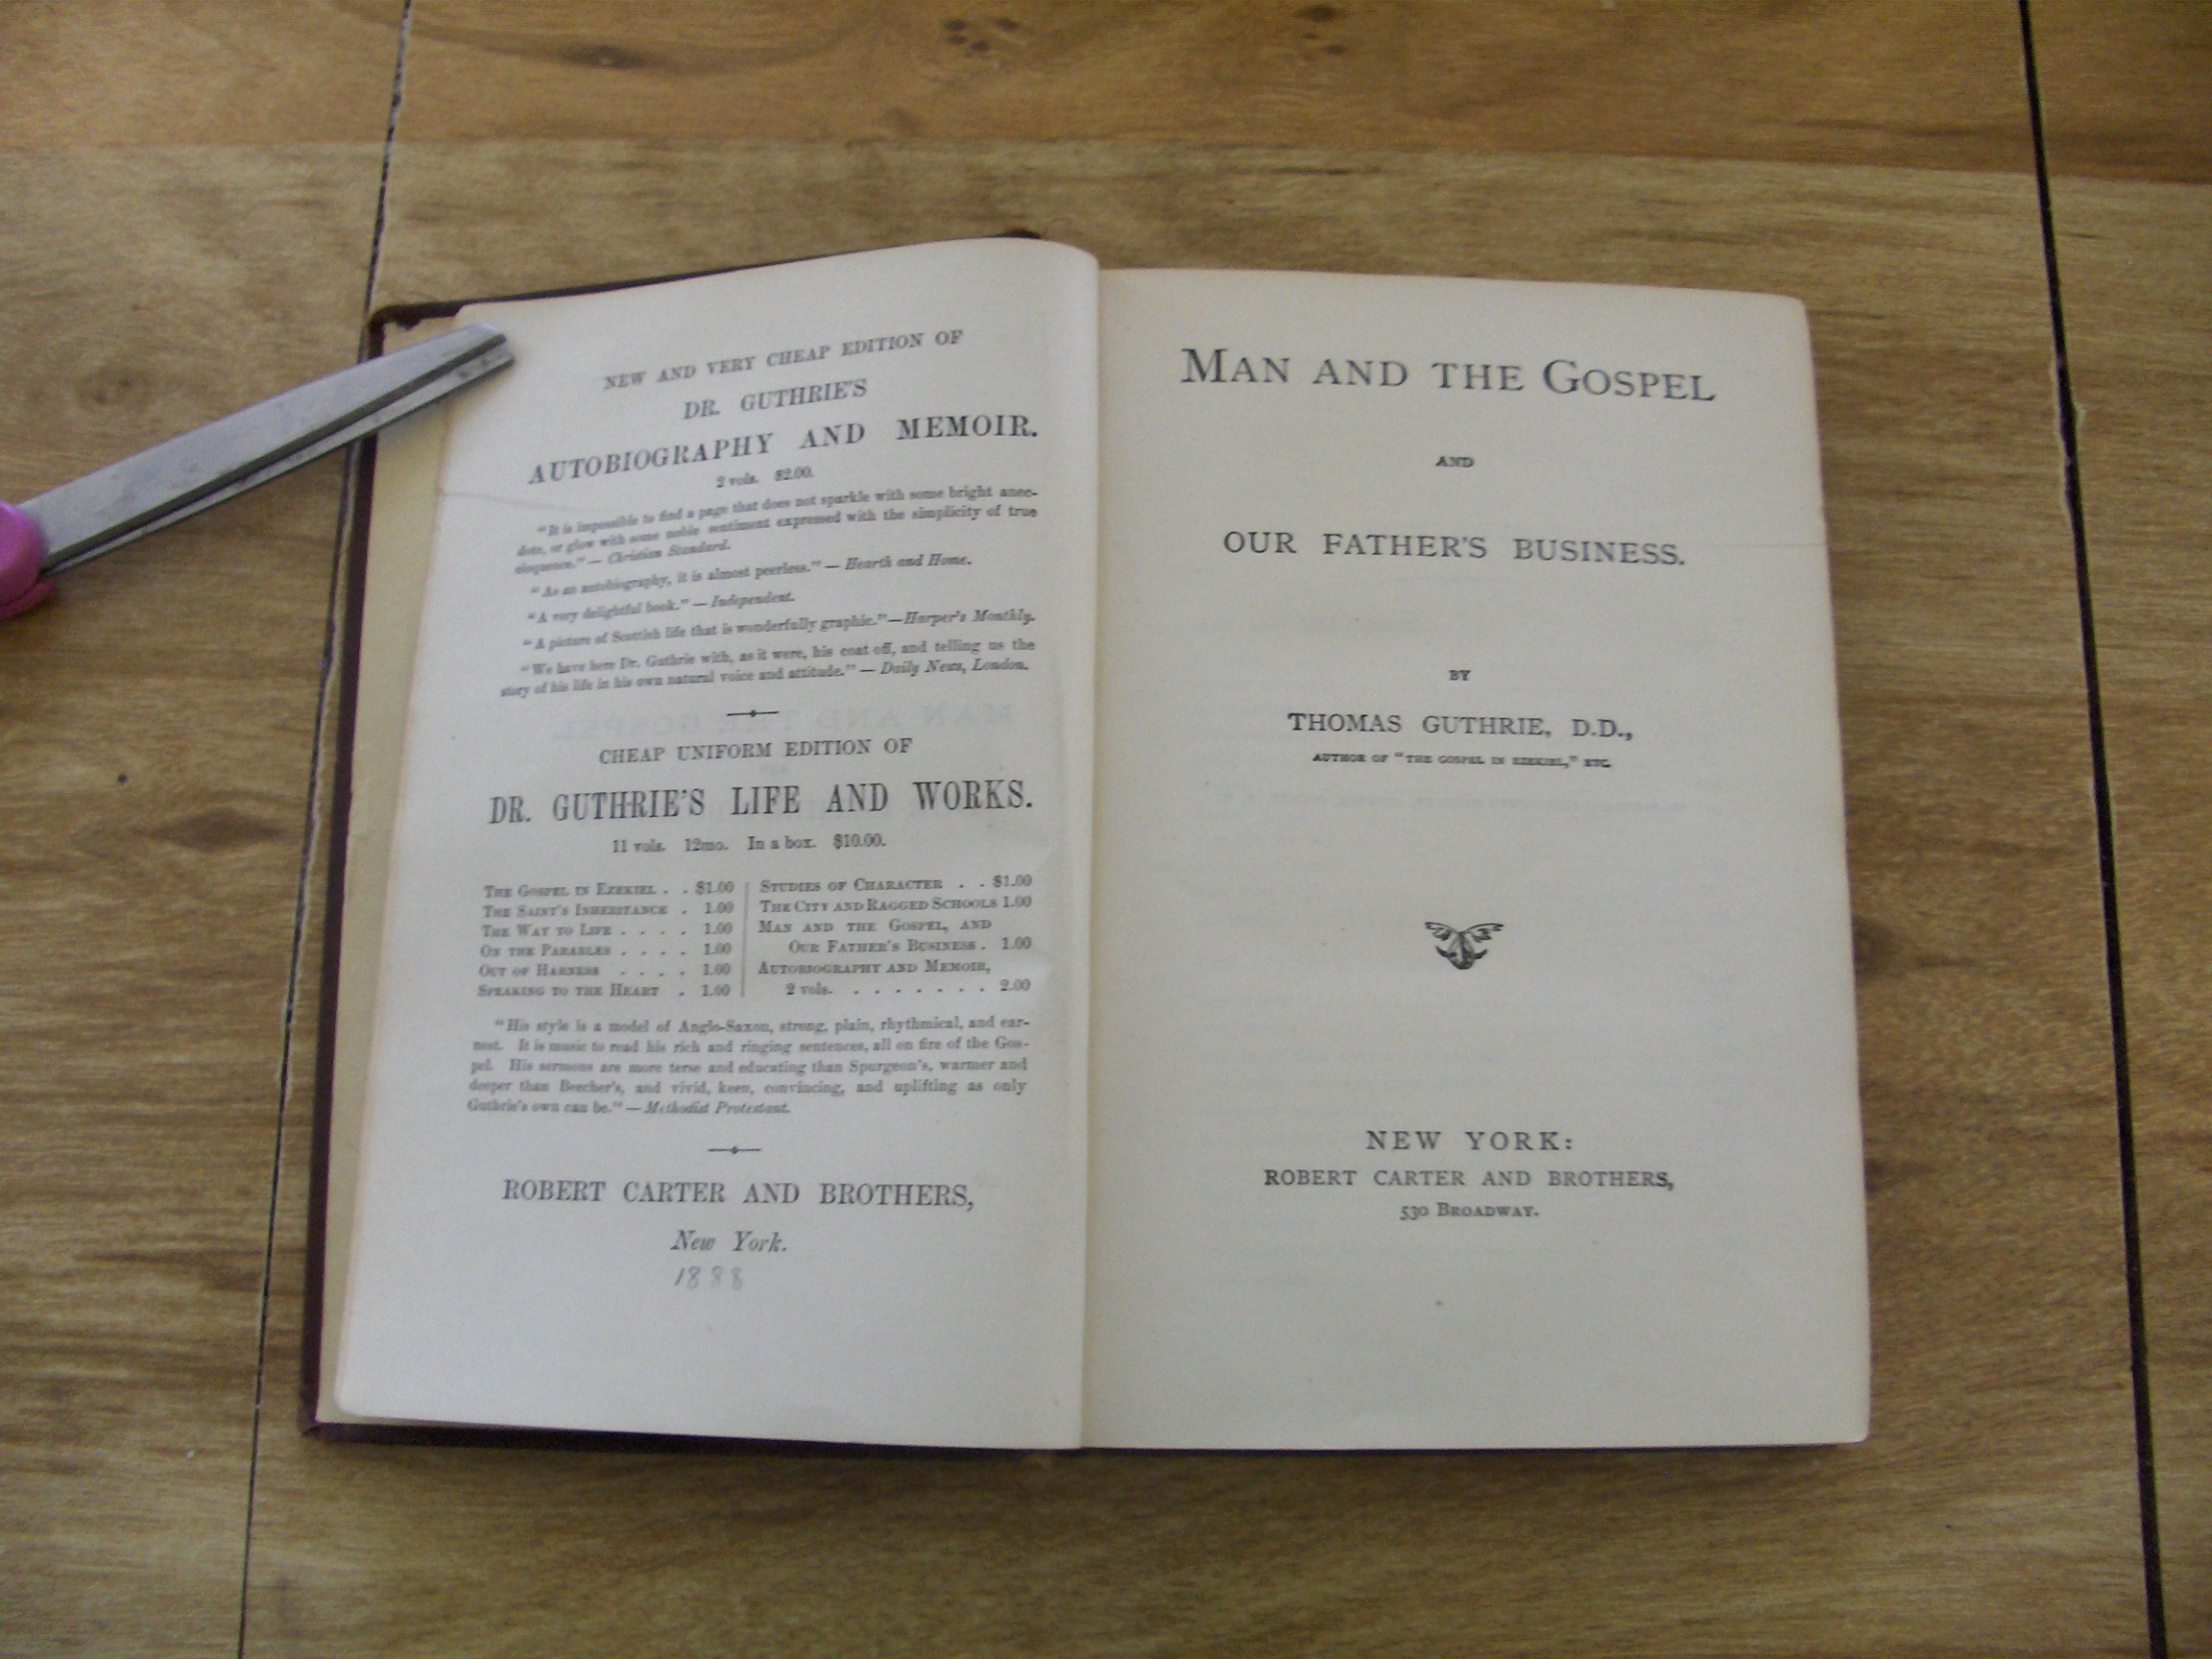 NEW AND VERY CHEAP EDITION OF
DR. GUTHRIE'S
AUTOBIOGRAPHY AND MEMOIR.
2 vols. $2.00.
"It is impossible to find a page that does not sparkle with some bright anec-
dote, or glow with some noble sentiment expressed with the simplicity of true
eloquence." — Christian Standard.
"As an autobiography, it is almost peerless." — Hearth and Home.
"A very delightful book." — Independent.
"A picture of Scottish life that is wonderfully graphic." — Harper's Monthly.
"We have here Dr. Guthrie with, as it were, his coat off, and telling us the
story of his life in his own natural voice and attitude." — Daily News, London.
CHEAP UNIFORM EDITION OF
DR. GUTHRIE'S LIFE AND WORKS.
11 vols. 12mo. In a box. $10.00.
THE GOSPEL IN EZEKIEL . . $1.00
THE SAINT'S INHERITANCE . 1.00
THE WAY TO LIFE . . . . 1.00
ON THE PARABLES . . . . 1.00
OUT OF HARNESS . . . . 1.00
SPEAKING TO THE HEART . 1.00
STUDIES OF CHARACTER . . $1.00
THE CITY AND RAGGED SCHOOLS 1.00
MAN AND THE GOSPEL, AND
OUR FATHER'S BUSINESS . 1.00
AUTOBIOGRAPHY AND MEMOIR,
2 vols. . . . . . . . 2.00
"His style is a model of Anglo-Saxon, strong, plain, rhythmical, and ear-
nest. It is music to read his rich and ringing sentences, all on fire of the Gos-
pel. His sermons are more terse and educating than Spurgeon's, warmer and
deeper than Beecher's, and vivid, keen, convincing, and uplifting as only
Guthrie's own can be." — Methodist Protestant.
ROBERT CARTER AND BROTHERS,
New York.
1888
MAN AND THE GOSPEL
AND
OUR FATHER'S BUSINESS.
BY
THOMAS GUTHRIE, D.D.,
AUTHOR OF "THE GOSPEL IN EZEKIEL," ETC.
NEW YORK:
ROBERT CARTER AND BROTHERS,
530 BROADWAY.